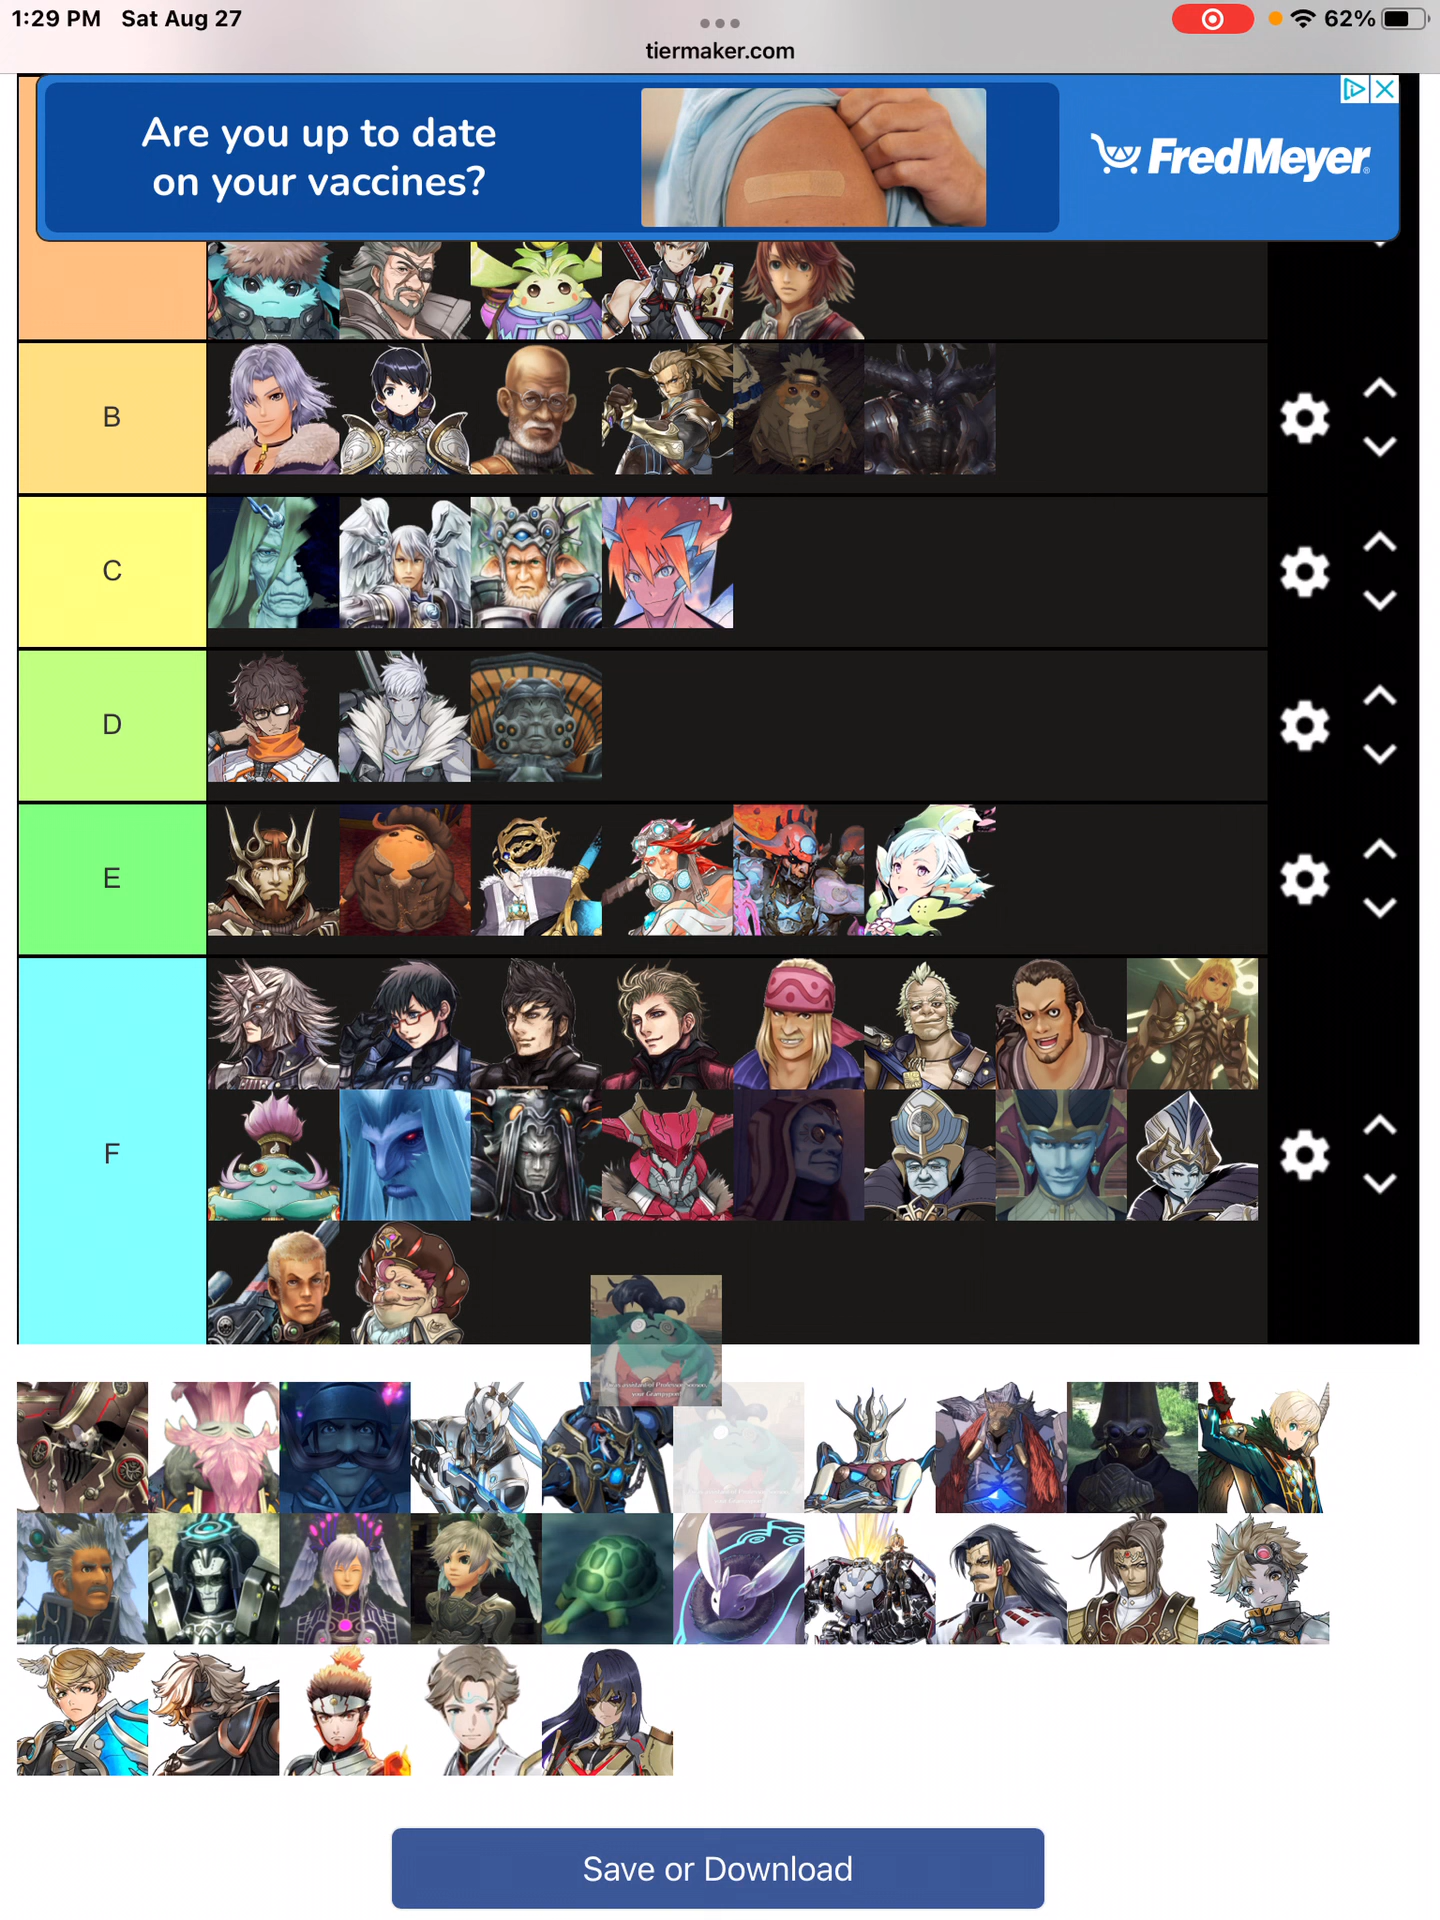 1:29 PM Sat Aug 27
62%
tiermaker.com
Are you up to date
on your vaccines?
FredMeyer
B
C
D
E
F
Save or Download